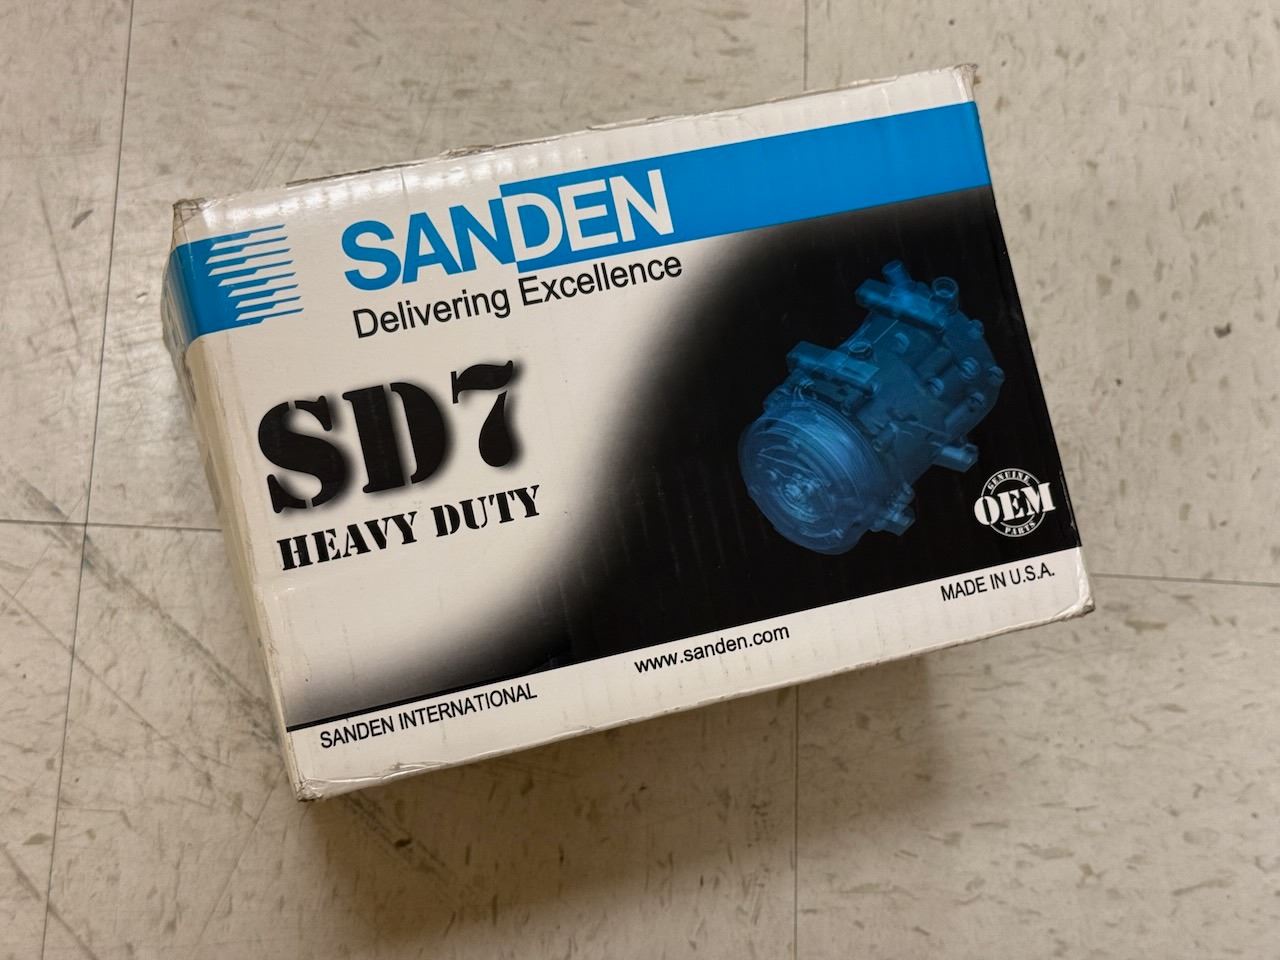 SANDEN
Delivering Excellence
SD7
HEAVY DUTY
GENUINE
OEM
PARTS
MADE IN U.S.A.
www.sanden.com
SANDEN INTERNATIONAL